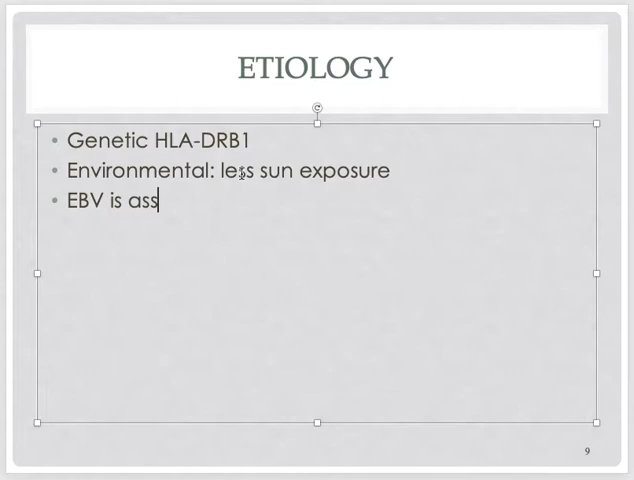 ETIOLOGY
• Genetic HLA-DRB1
• Environmental: less sun exposure
• EBV is ass
9